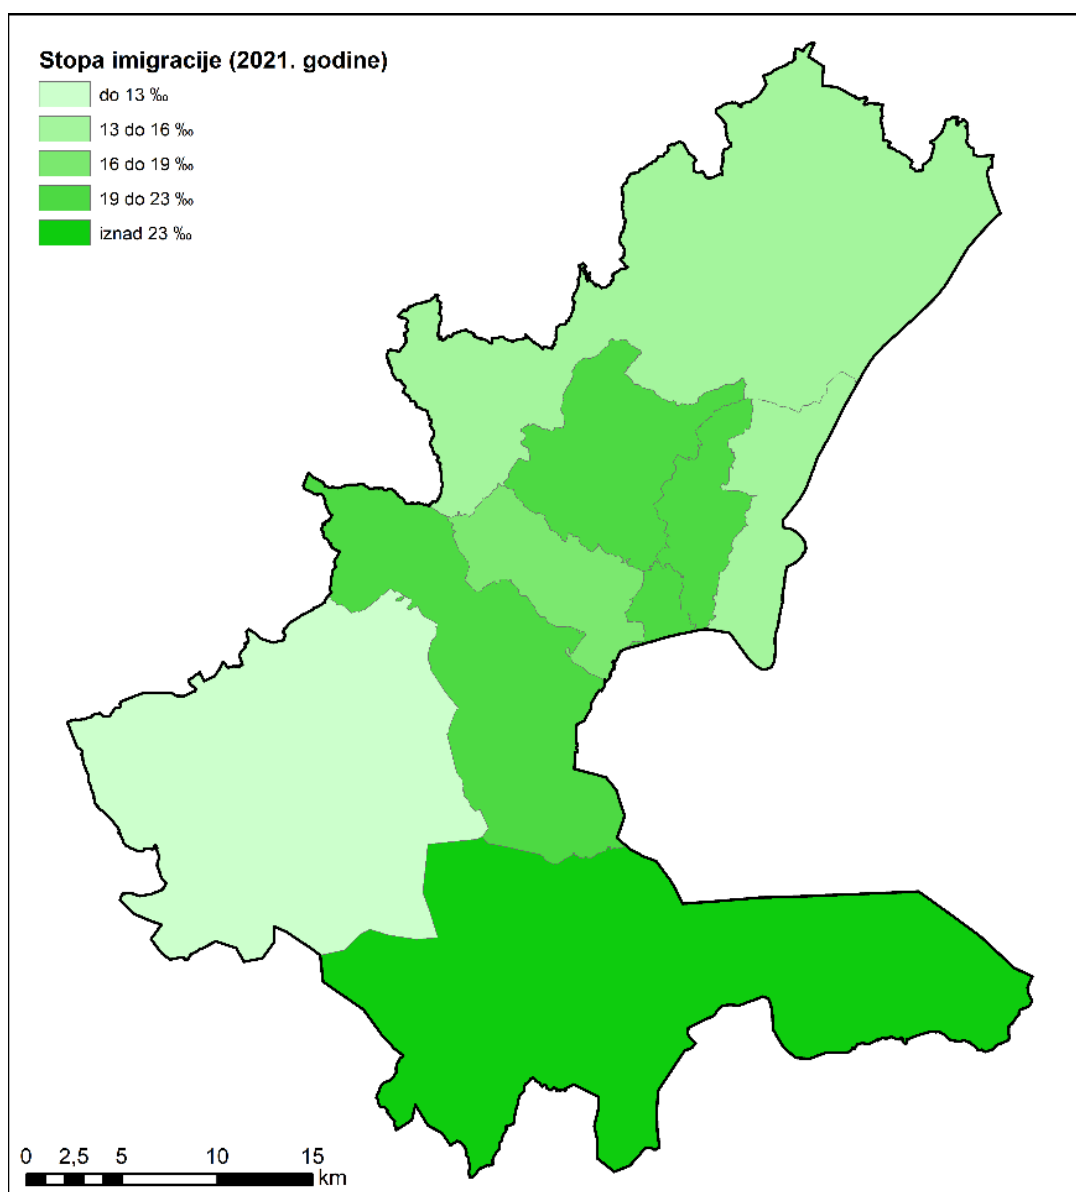 Stopa imigracije (2021. godine)
do 13 ‰
13 do 16 ‰
16 do 19 ‰
19 do 23 ‰
iznad 23 ‰
0 2,5 5 10 15
km